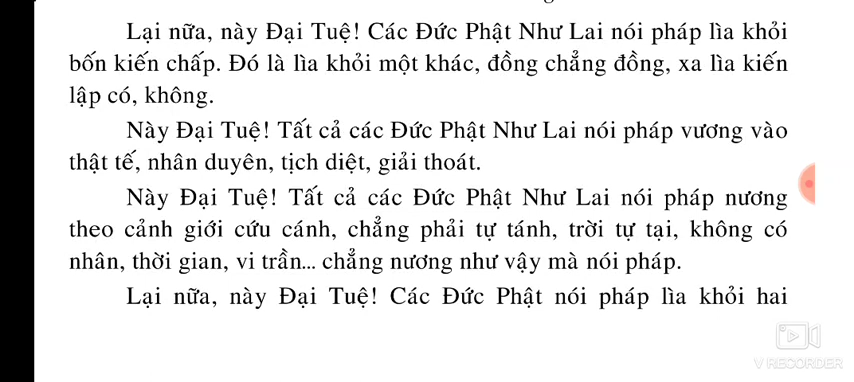 Lại nữa, này Đại Tuệ! Các Đức Phật Như Lai nói pháp lìa khỏi
bốn kiến chấp. Đó là lìa khỏi một khác, đồng chẳng đồng, xa lìa kiến
lập có, không.
Này Đại Tuệ! Tất cả các Đức Phật Như Lai nói pháp vương vào
thật tế, nhân duyên, tịch diệt, giải thoát.
Này Đại Tuệ! Tất cả các Đức Phật Như Lai nói pháp nương
theo cảnh giới cứu cánh, chẳng phải tự tánh, trời tự tại, không có
nhân, thời gian, vi trần... chẳng nương như vậy mà nói pháp.
Lại nữa, này Đại Tuệ! Các Đức Phật nói pháp lìa khỏi hai
V RECORDER